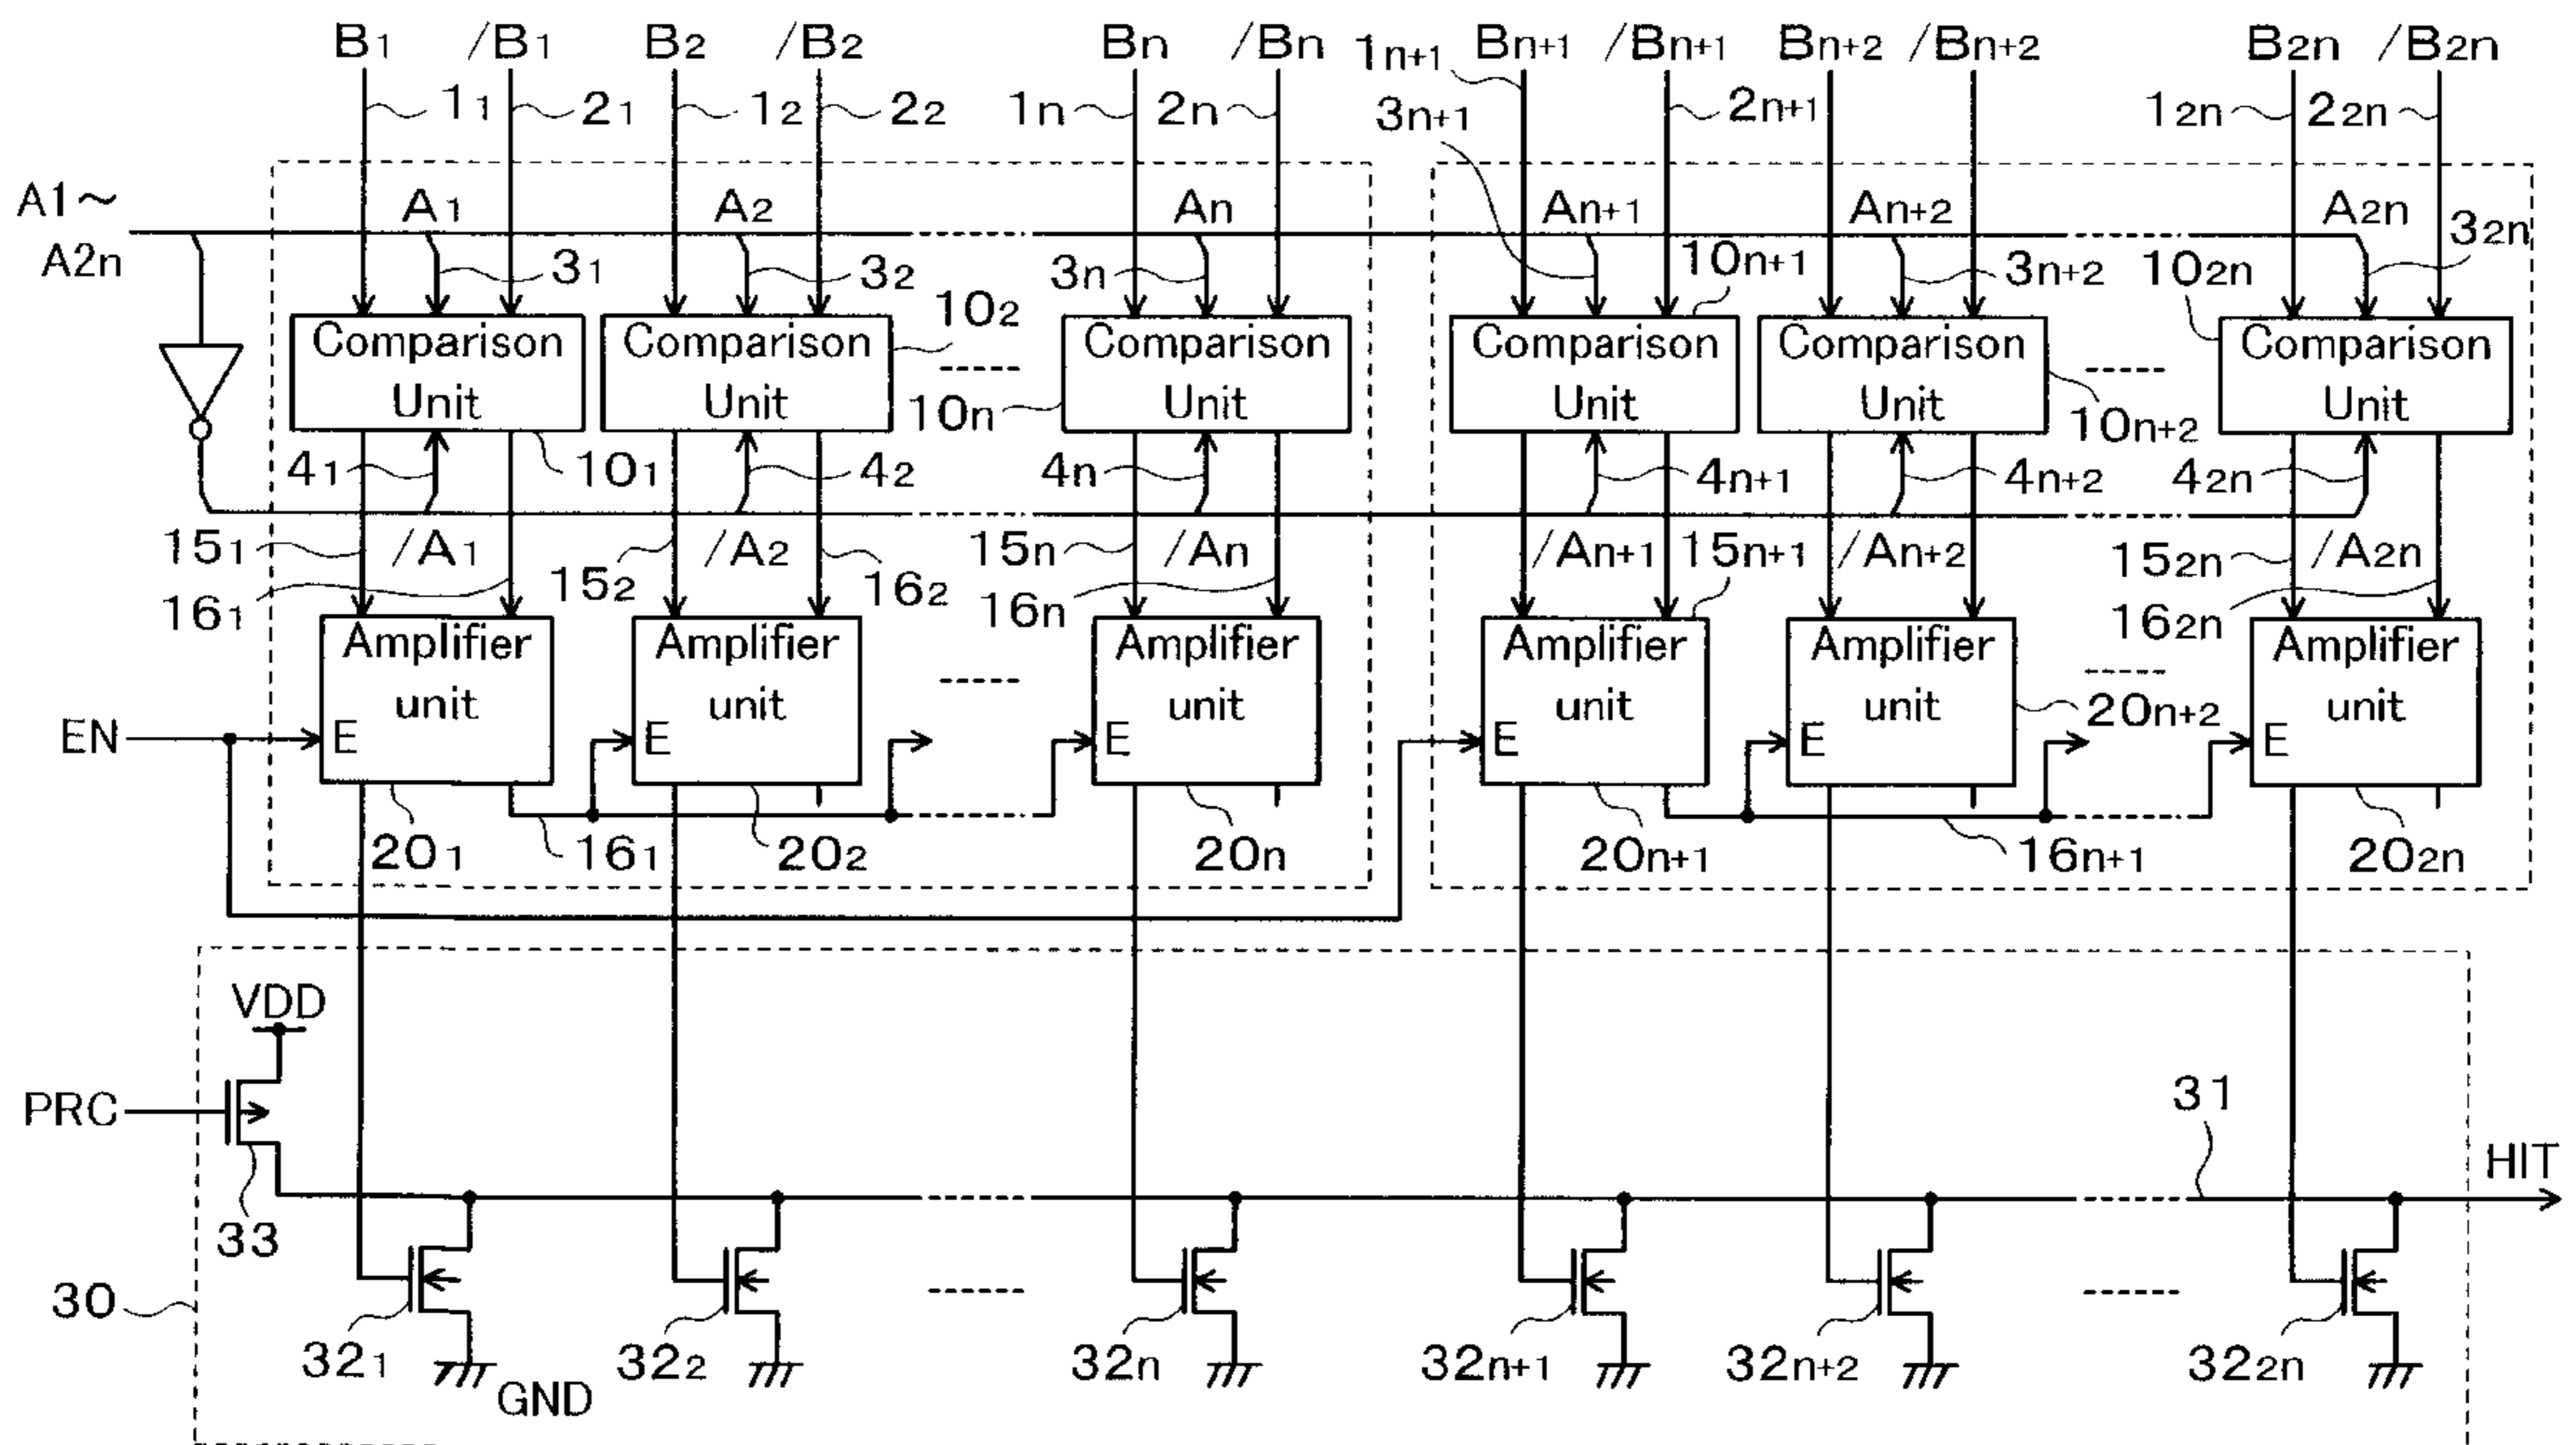 B1 /B1 B2 /B2 Bn /Bn 1n+1 Bn+1 /Bn+1 Bn+2 /Bn+2 B2n /B2n
11 21 12 22 1n 2n 3n+1 2n+1 12n 22n
A1~ A1 A2 An An+1 An+2 A2n 32n
A2n 31 32 3n 10n+1 3n+2 102n
Comparison Unit
Comparison Unit
102
Comparison Unit
10n
Comparison Unit
Comparison Unit
10n+2
Comparison Unit
41 101 42 4n 4n+1 4n+2 42n
151 /A1 152 /A2 15n /An /An+1 15n+1 /An+2 152n /A2n
161 162 16n 162n
Amplifier unit
Amplifier unit
Amplifier unit
Amplifier unit
Amplifier unit
20n+2
Amplifier unit
EN E E E E E E
201 161 202 20n 20n+1 16n+1 202n
VDD
PRC
31
HIT
33
30
321 322 32n 32n+1 32n+2 322n
GND